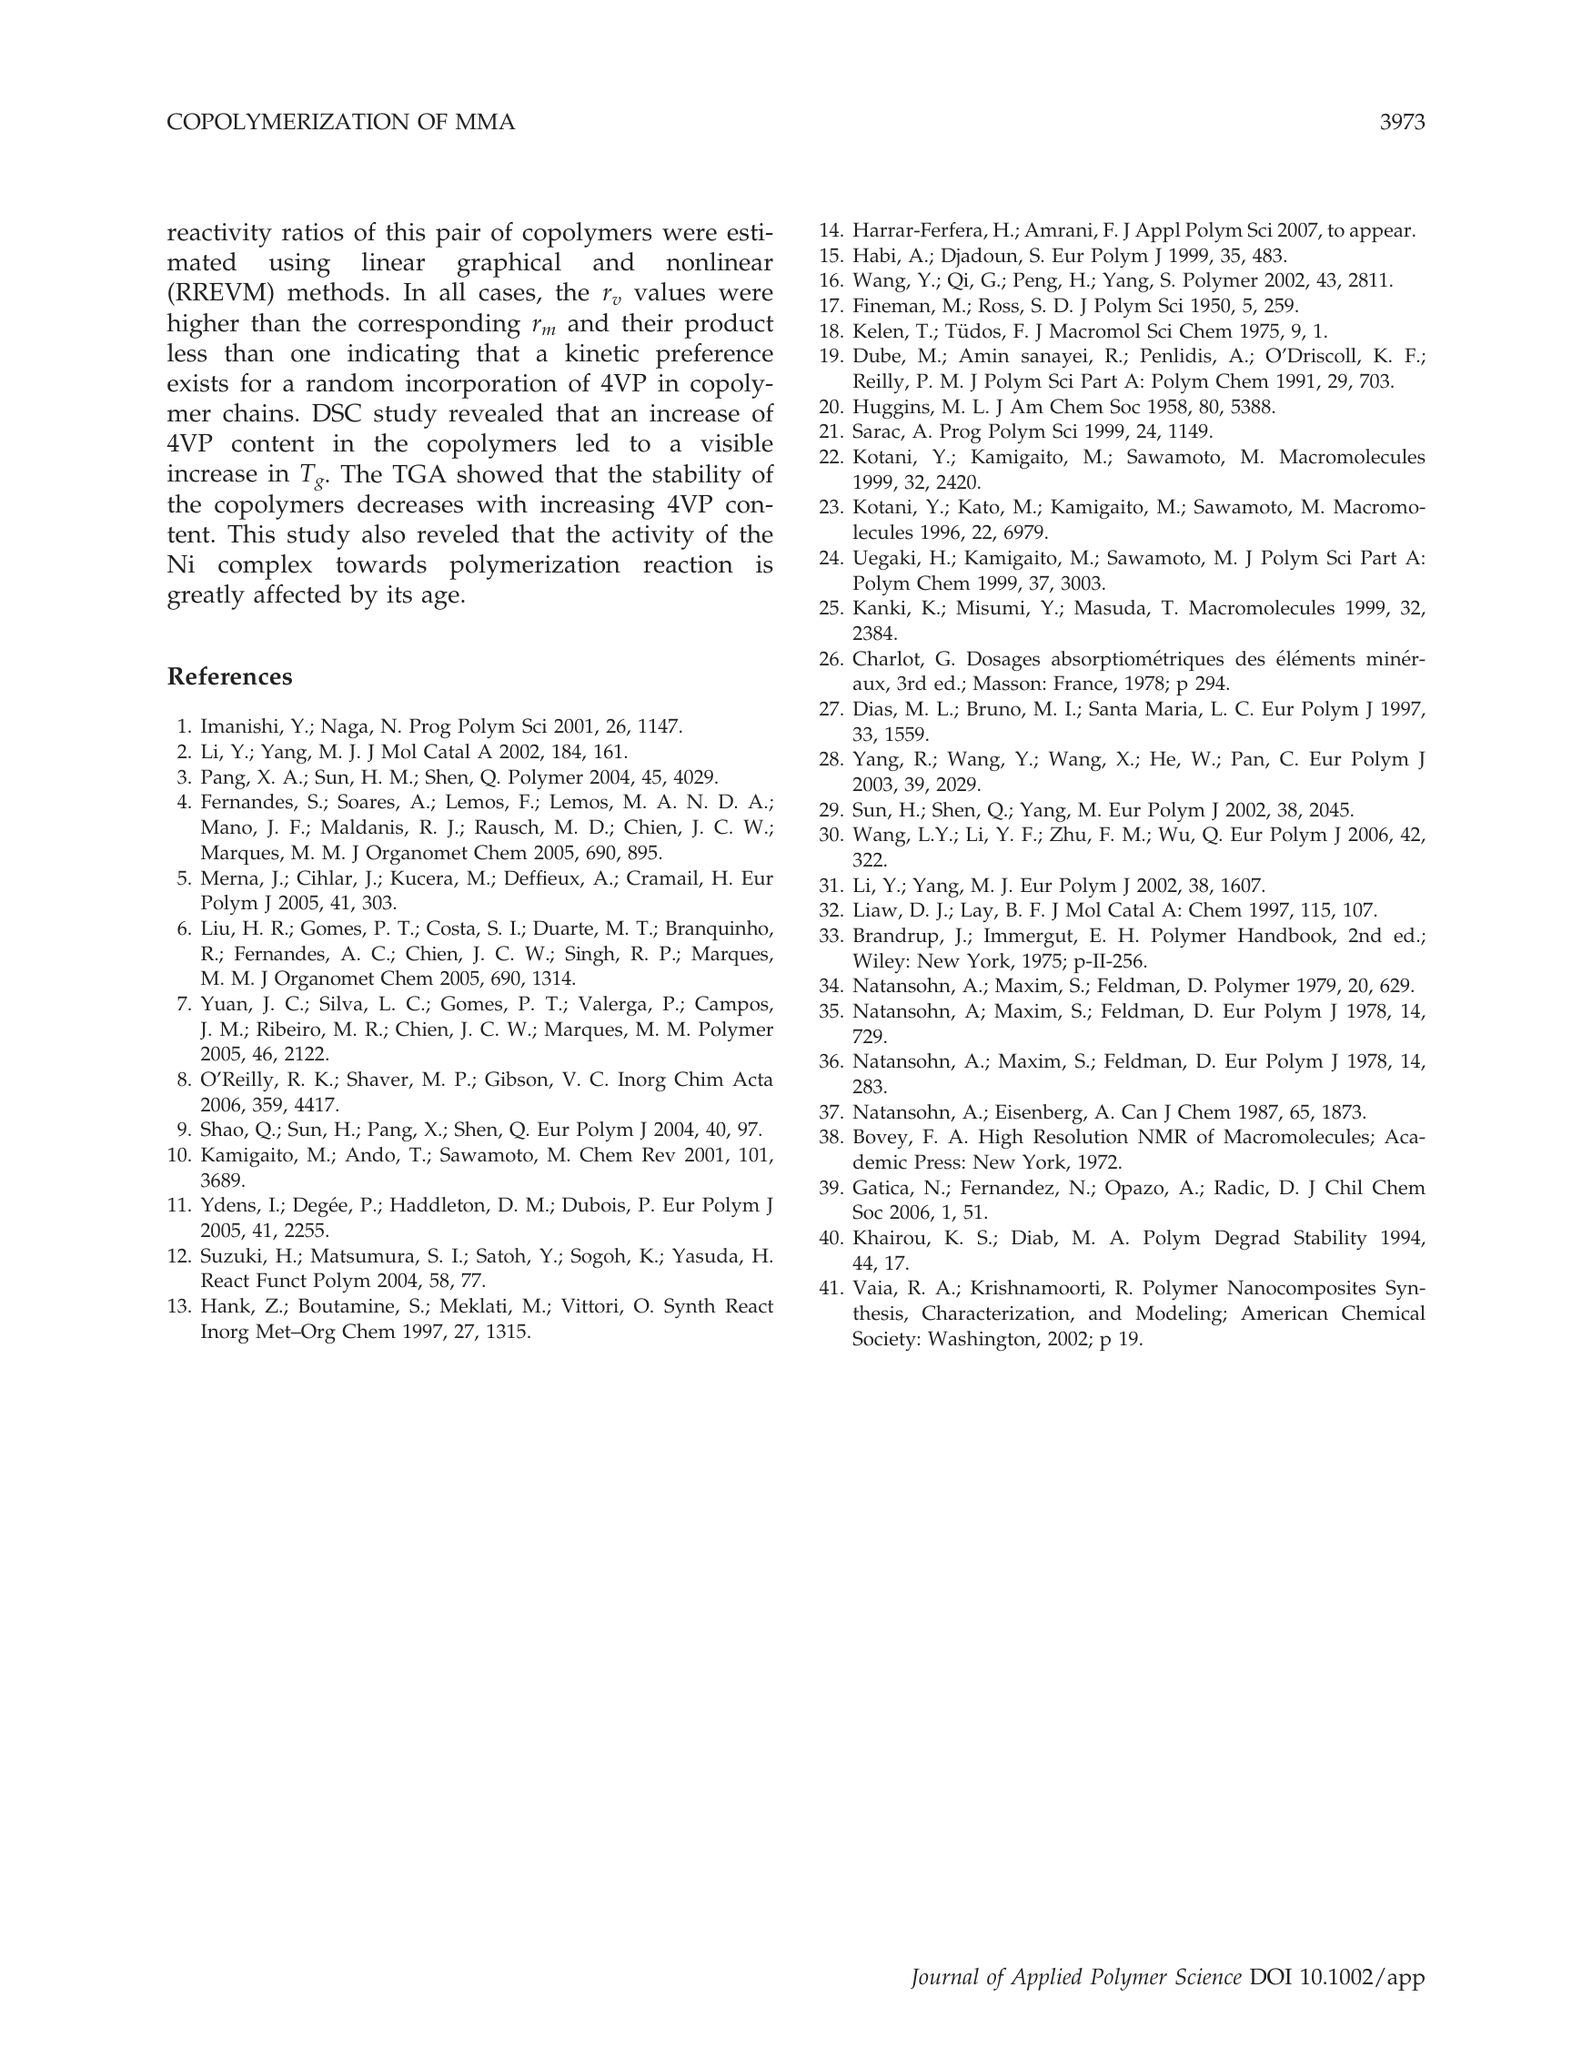 COPOLYMERIZATION OF MMA 3973
reactivity ratios of this pair of copolymers were esti-
mated using linear graphical and nonlinear
(RREVM) methods. In all cases, the rv values were
higher than the corresponding rm and their product
less than one indicating that a kinetic preference
exists for a random incorporation of 4VP in copoly-
mer chains. DSC study revealed that an increase of
4VP content in the copolymers led to a visible
increase in Tg. The TGA showed that the stability of
the copolymers decreases with increasing 4VP con-
tent. This study also reveled that the activity of the
Ni complex towards polymerization reaction is
greatly affected by its age.
References
1. Imanishi, Y.; Naga, N. Prog Polym Sci 2001, 26, 1147.
2. Li, Y.; Yang, M. J. J Mol Catal A 2002, 184, 161.
3. Pang, X. A.; Sun, H. M.; Shen, Q. Polymer 2004, 45, 4029.
4. Fernandes, S.; Soares, A.; Lemos, F.; Lemos, M. A. N. D. A.;
Mano, J. F.; Maldanis, R. J.; Rausch, M. D.; Chien, J. C. W.;
Marques, M. M. J Organomet Chem 2005, 690, 895.
5. Merna, J.; Cihlar, J.; Kucera, M.; Deffieux, A.; Cramail, H. Eur
Polym J 2005, 41, 303.
6. Liu, H. R.; Gomes, P. T.; Costa, S. I.; Duarte, M. T.; Branquinho,
R.; Fernandes, A. C.; Chien, J. C. W.; Singh, R. P.; Marques,
M. M. J Organomet Chem 2005, 690, 1314.
7. Yuan, J. C.; Silva, L. C.; Gomes, P. T.; Valerga, P.; Campos,
J. M.; Ribeiro, M. R.; Chien, J. C. W.; Marques, M. M. Polymer
2005, 46, 2122.
8. O'Reilly, R. K.; Shaver, M. P.; Gibson, V. C. Inorg Chim Acta
2006, 359, 4417.
9. Shao, Q.; Sun, H.; Pang, X.; Shen, Q. Eur Polym J 2004, 40, 97.
10. Kamigaito, M.; Ando, T.; Sawamoto, M. Chem Rev 2001, 101,
3689.
11. Ydens, I.; Degée, P.; Haddleton, D. M.; Dubois, P. Eur Polym J
2005, 41, 2255.
12. Suzuki, H.; Matsumura, S. I.; Satoh, Y.; Sogoh, K.; Yasuda, H.
React Funct Polym 2004, 58, 77.
13. Hank, Z.; Boutamine, S.; Meklati, M.; Vittori, O. Synth React
Inorg Met–Org Chem 1997, 27, 1315.
14. Harrar-Ferfera, H.; Amrani, F. J Appl Polym Sci 2007, to appear.
15. Habi, A.; Djadoun, S. Eur Polym J 1999, 35, 483.
16. Wang, Y.; Qi, G.; Peng, H.; Yang, S. Polymer 2002, 43, 2811.
17. Fineman, M.; Ross, S. D. J Polym Sci 1950, 5, 259.
18. Kelen, T.; Tüdos, F. J Macromol Sci Chem 1975, 9, 1.
19. Dube, M.; Amin sanayei, R.; Penlidis, A.; O'Driscoll, K. F.;
Reilly, P. M. J Polym Sci Part A: Polym Chem 1991, 29, 703.
20. Huggins, M. L. J Am Chem Soc 1958, 80, 5388.
21. Sarac, A. Prog Polym Sci 1999, 24, 1149.
22. Kotani, Y.; Kamigaito, M.; Sawamoto, M. Macromolecules
1999, 32, 2420.
23. Kotani, Y.; Kato, M.; Kamigaito, M.; Sawamoto, M. Macromo-
lecules 1996, 22, 6979.
24. Uegaki, H.; Kamigaito, M.; Sawamoto, M. J Polym Sci Part A:
Polym Chem 1999, 37, 3003.
25. Kanki, K.; Misumi, Y.; Masuda, T. Macromolecules 1999, 32,
2384.
26. Charlot, G. Dosages absorptiométriques des éléments minér-
aux, 3rd ed.; Masson: France, 1978; p 294.
27. Dias, M. L.; Bruno, M. I.; Santa Maria, L. C. Eur Polym J 1997,
33, 1559.
28. Yang, R.; Wang, Y.; Wang, X.; He, W.; Pan, C. Eur Polym J
2003, 39, 2029.
29. Sun, H.; Shen, Q.; Yang, M. Eur Polym J 2002, 38, 2045.
30. Wang, L.Y.; Li, Y. F.; Zhu, F. M.; Wu, Q. Eur Polym J 2006, 42,
322.
31. Li, Y.; Yang, M. J. Eur Polym J 2002, 38, 1607.
32. Liaw, D. J.; Lay, B. F. J Mol Catal A: Chem 1997, 115, 107.
33. Brandrup, J.; Immergut, E. H. Polymer Handbook, 2nd ed.;
Wiley: New York, 1975; p-II-256.
34. Natansohn, A.; Maxim, S.; Feldman, D. Polymer 1979, 20, 629.
35. Natansohn, A; Maxim, S.; Feldman, D. Eur Polym J 1978, 14,
729.
36. Natansohn, A.; Maxim, S.; Feldman, D. Eur Polym J 1978, 14,
283.
37. Natansohn, A.; Eisenberg, A. Can J Chem 1987, 65, 1873.
38. Bovey, F. A. High Resolution NMR of Macromolecules; Aca-
demic Press: New York, 1972.
39. Gatica, N.; Fernandez, N.; Opazo, A.; Radic, D. J Chil Chem
Soc 2006, 1, 51.
40. Khairou, K. S.; Diab, M. A. Polym Degrad Stability 1994,
44, 17.
41. Vaia, R. A.; Krishnamoorti, R. Polymer Nanocomposites Syn-
thesis, Characterization, and Modeling; American Chemical
Society: Washington, 2002; p 19.
Journal of Applied Polymer Science DOI 10.1002/app